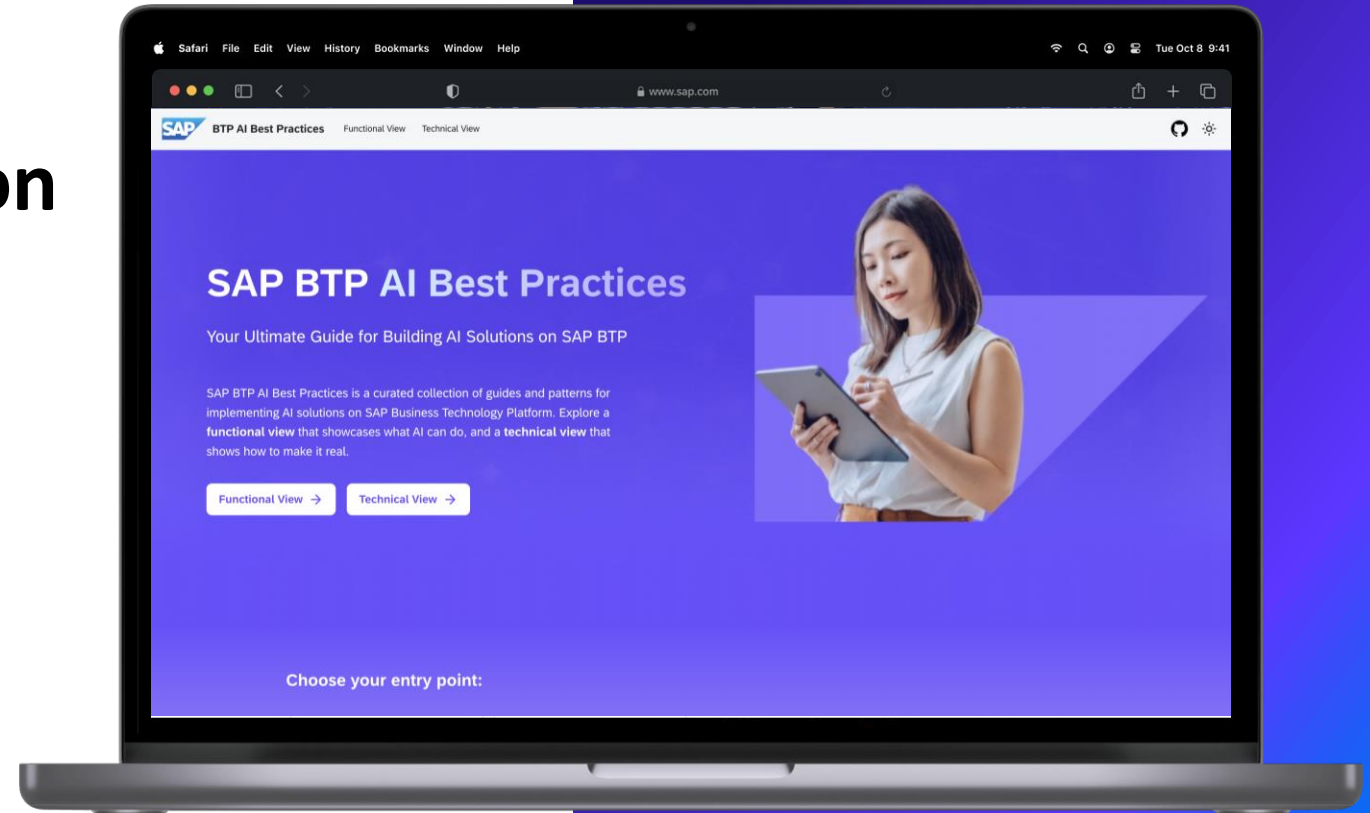 on
Safari File Edit View History Bookmarks Window Help
Tue Oct 8 9:41
www.sap.com
SAP
BTP AI Best Practices Functional View Technical View
SAP BTP AI Best Practices
Your Ultimate Guide for Building AI Solutions on SAP BTP
SAP BTP AI Best Practices is a curated collection of guides and patterns for
implementing AI solutions on SAP Business Technology Platform. Explore a
functional view that showcases what AI can do, and a technical view that
shows how to make it real.
Functional View → Technical View →
Choose your entry point: